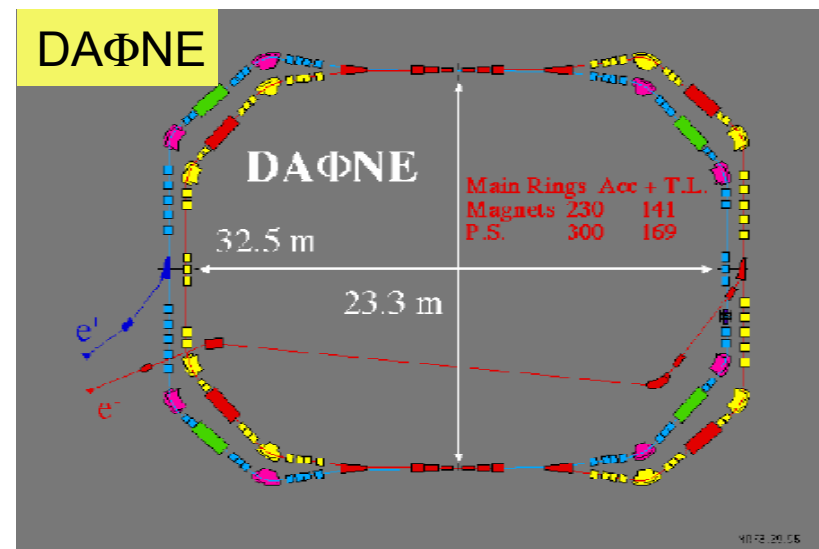 DAΦNE
DAΦNE
Main Rings Acc + T.L.
Magnets 230 141
P.S. 300 169
32.5 m
23.3 m
e⁺
e⁻